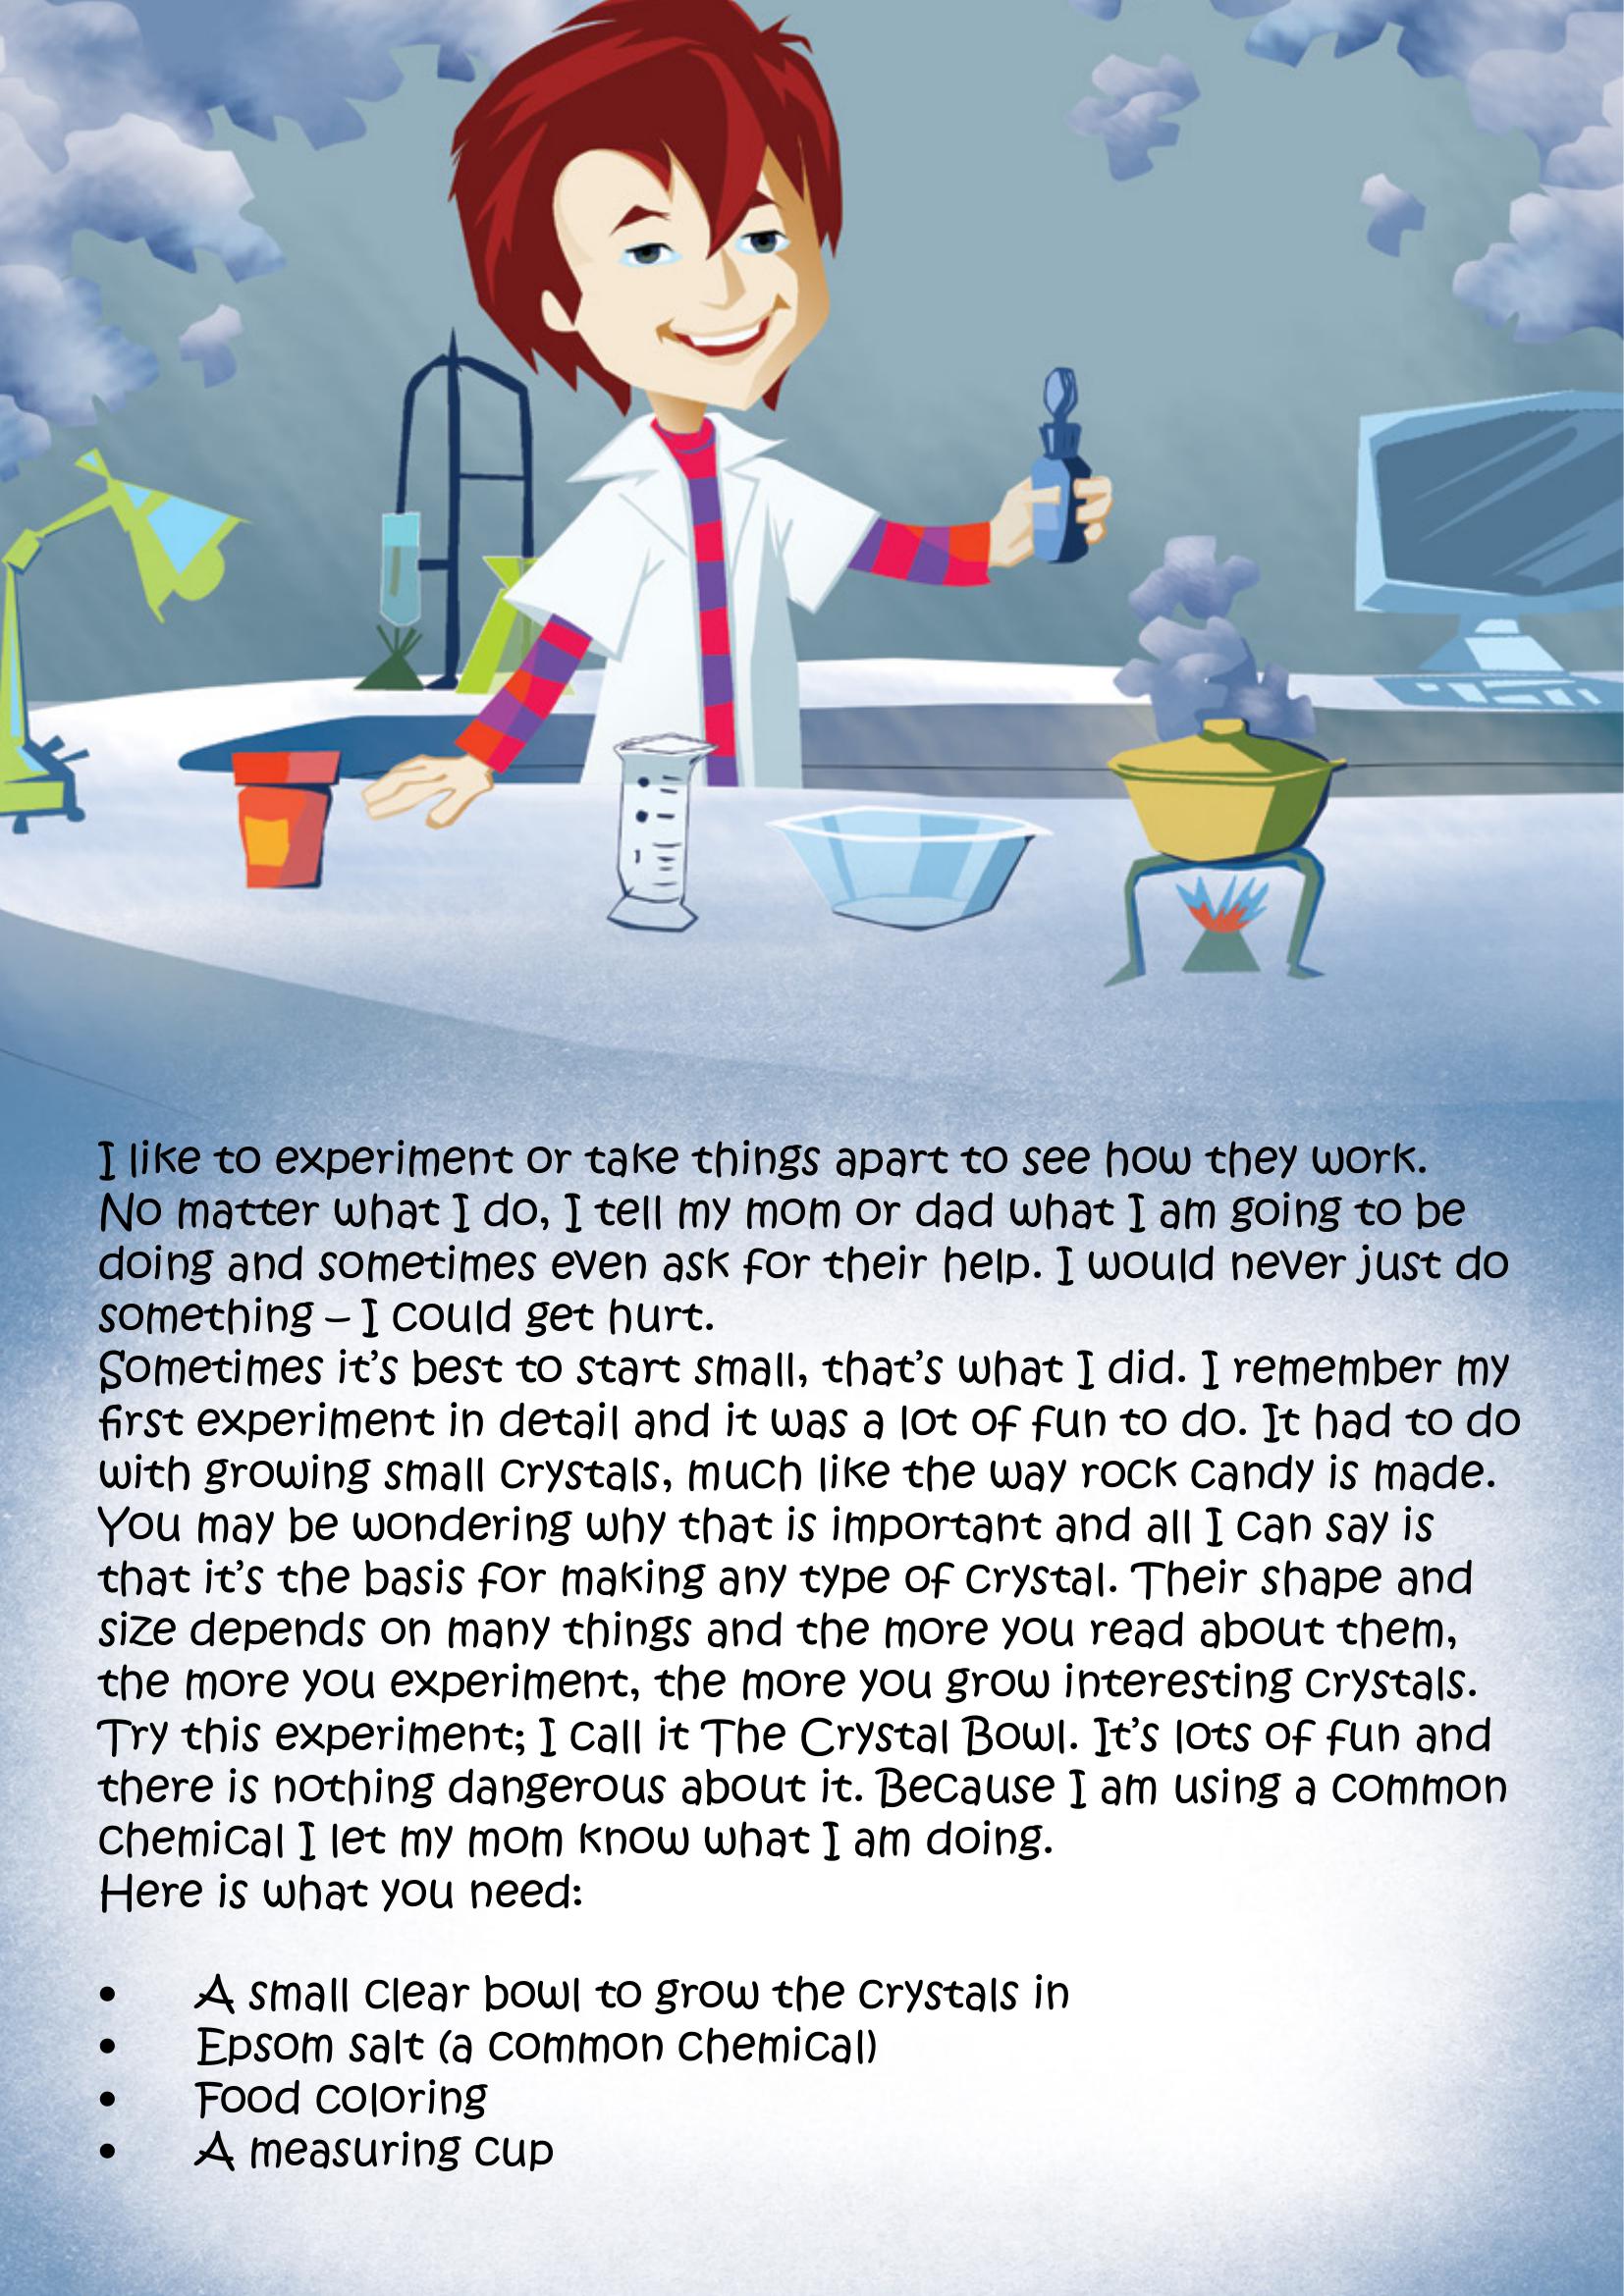 I like to experiment or take things apart to see how they work.
No matter what I do, I tell my mom or dad what I am going to be
doing and sometimes even ask for their help. I would never just do
something – I could get hurt.
Sometimes it’s best to start small, that’s what I did. I remember my
first experiment in detail and it was a lot of fun to do. It had to do
with growing small crystals, much like the way rock candy is made.
You may be wondering why that is important and all I can say is
that it’s the basis for making any type of crystal. Their shape and
size depends on many things and the more you read about them,
the more you experiment, the more you grow interesting crystals.
Try this experiment; I call it The Crystal Bowl. It’s lots of fun and
there is nothing dangerous about it. Because I am using a common
chemical I let my mom know what I am doing.
Here is what you need:
• A small clear bowl to grow the crystals in
• Epsom salt (a common chemical)
• Food coloring
• A measuring cup